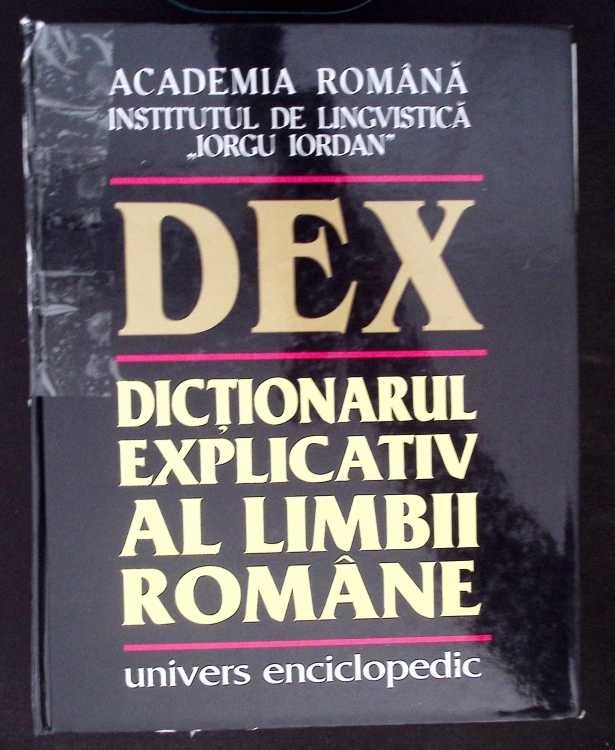 ACADEMIA ROMÂNĂ
INSTITUTUL DE LINGVISTICĂ
„IORGU IORDAN”
DEX
DICȚIONARUL
EXPLICATIV
AL LIMBII
ROMÂNE
univers enciclopedic